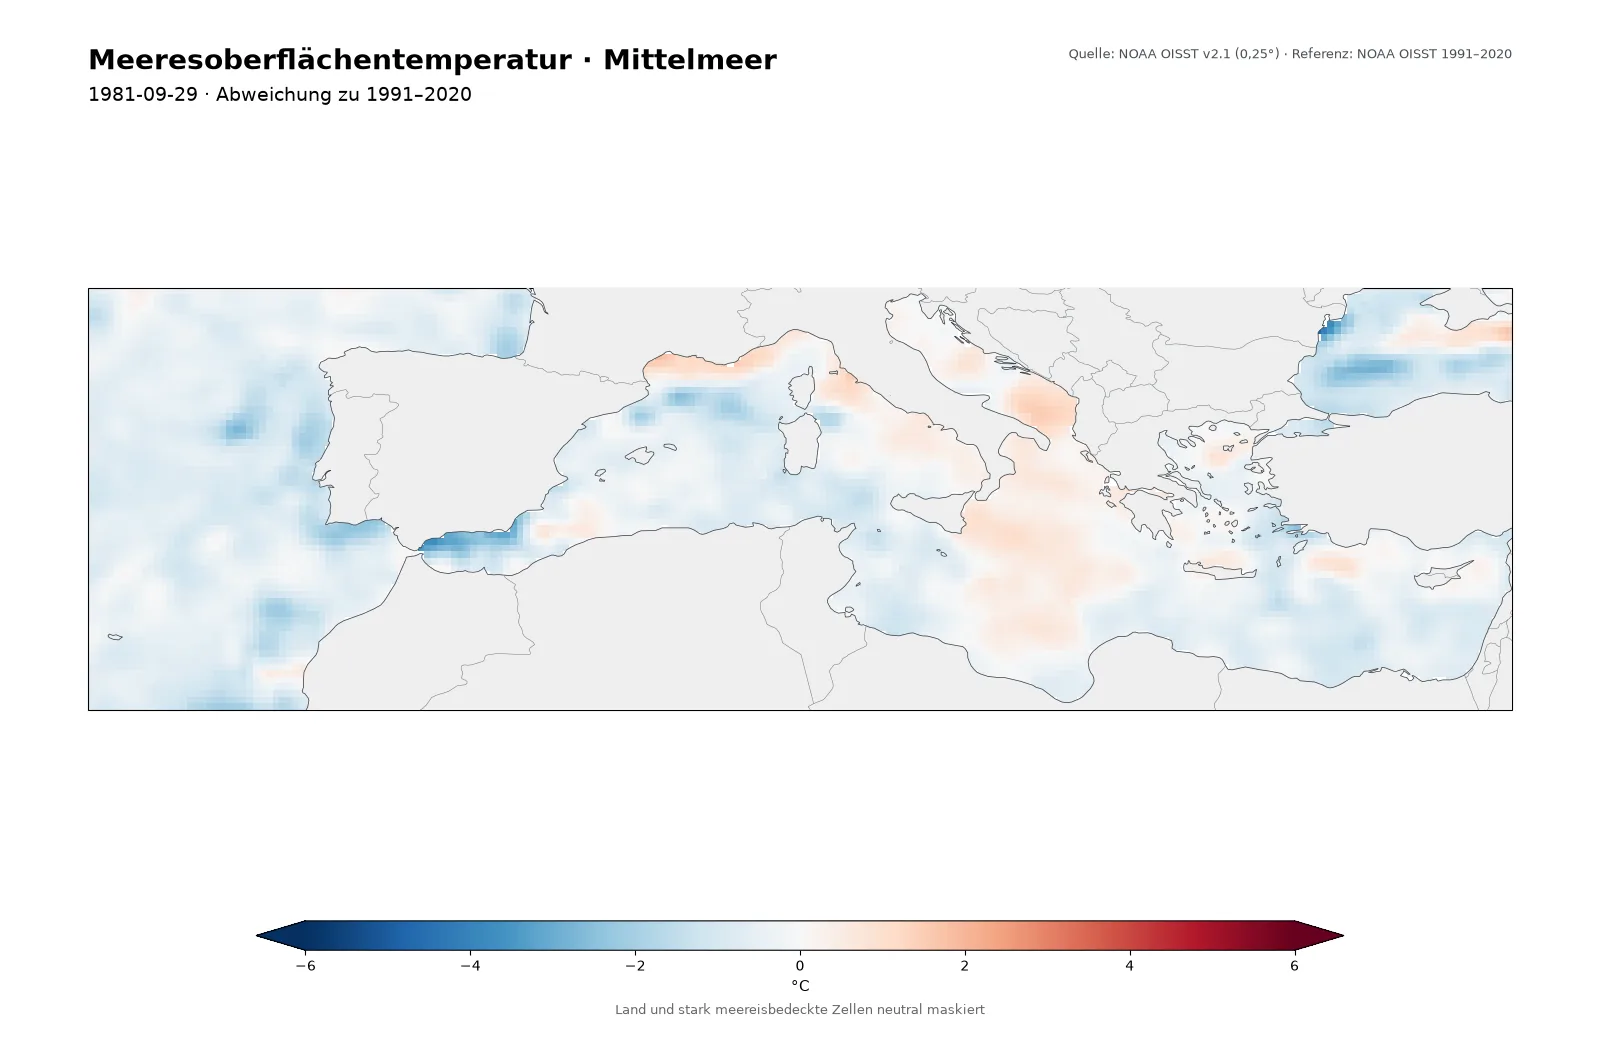 Meeresoberflächentemperatur · Mittelmeer
Quelle: NOAA OISST v2.1 (0,25°) · Referenz: NOAA OISST 1991–2020
1981-09-29 · Abweichung zu 1991–2020
−6 −4 −2 0 2 4 6
°C
Land und stark meereisbedeckte Zellen neutral maskiert